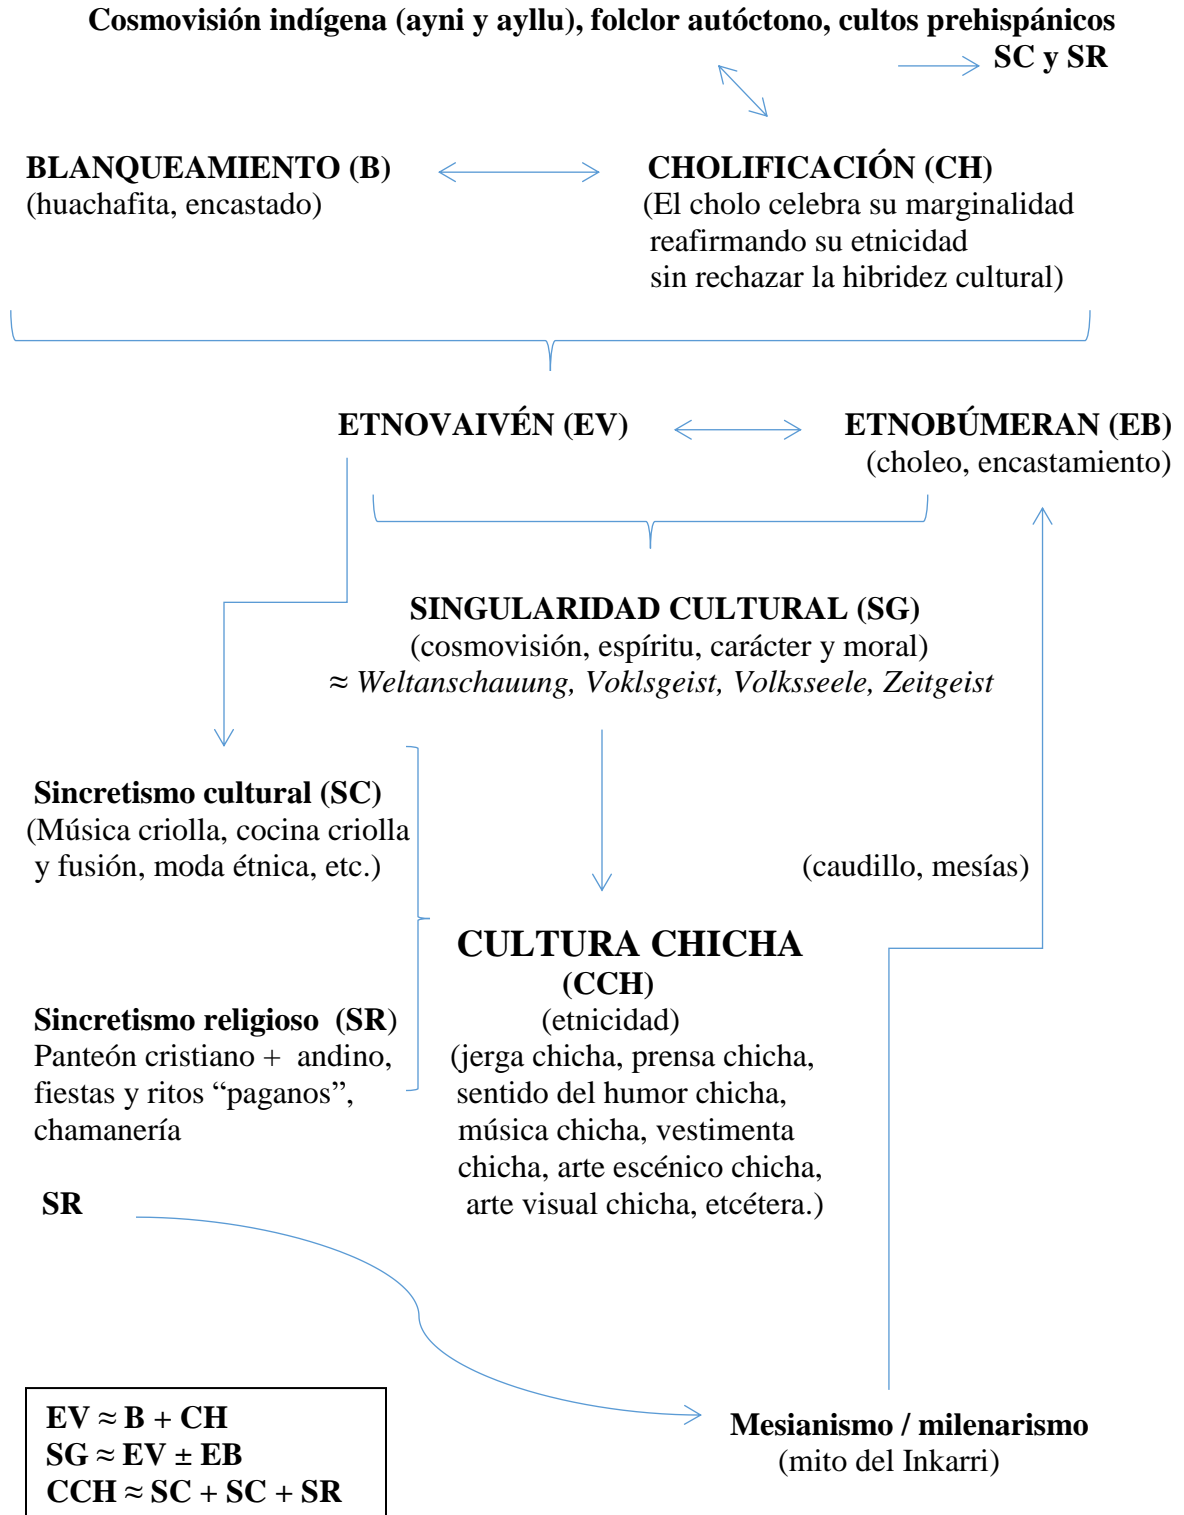 Cosmovisión indígena (ayni y ayllu), folclor autóctono, cultos prehispánicos
SC y SR
BLANQUEAMIENTO (B)
(huachafita, encastado)
CHOLIFICACIÓN (CH)
(El cholo celebra su marginalidad
reafirmando su etnicidad
sin rechazar la hibridez cultural)
ETNOVAIVÉN (EV)
ETNOBÚMERAN (EB)
(choleo, encastamiento)
SINGULARIDAD CULTURAL (SG)
(cosmovisión, espíritu, carácter y moral)
≈ Weltanschauung, Voklsgeist, Volksseele, Zeitgeist
Sincretismo cultural (SC)
(Música criolla, cocina criolla
y fusión, moda étnica, etc.)
(caudillo, mesías)
CULTURA CHICHA
(CCH)
(etnicidad)
(jerga chicha, prensa chicha,
sentido del humor chicha,
música chicha, vestimenta
chicha, arte escénico chicha,
arte visual chicha, etcétera.)
Sincretismo religioso (SR)
Panteón cristiano + andino,
fiestas y ritos “paganos”,
chamanería
SR
Mesianismo / milenarismo
(mito del Inkarri)
EV ≈ B + CH
SG ≈ EV ± EB
CCH ≈ SC + SC + SR